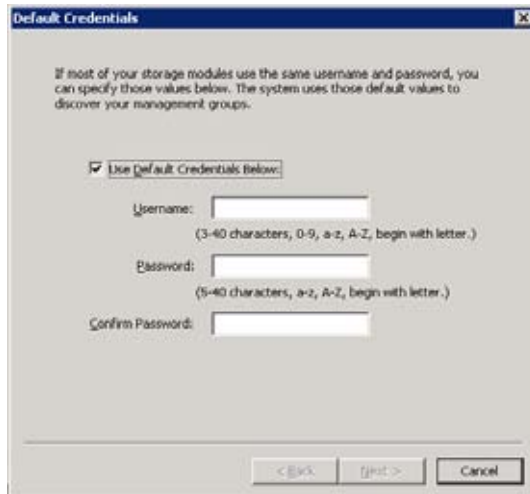 Default Credentials
If most of your storage modules use the same username and password, you
can specify those values below. The system uses those default values to
discover your management groups.
Use Default Credentials Below:
Username:
(3-40 characters, 0-9, a-z, A-Z, begin with letter.)
Password:
(5-40 characters, a-z, A-Z, begin with letter.)
Confirm Password:
< Back Next > Cancel